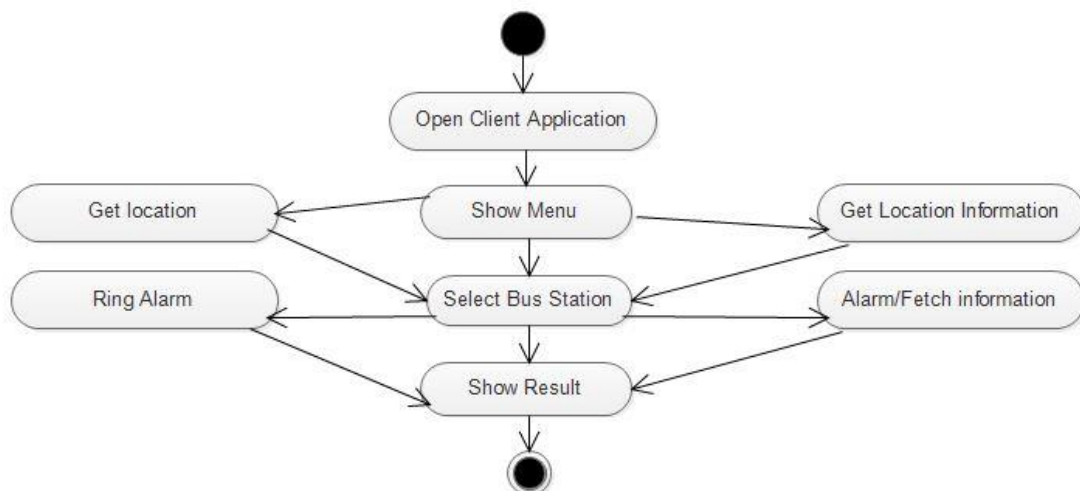 Open Client Application
Get location
Show Menu
Get Location Information
Ring Alarm
Select Bus Station
Alarm/Fetch information
Show Result